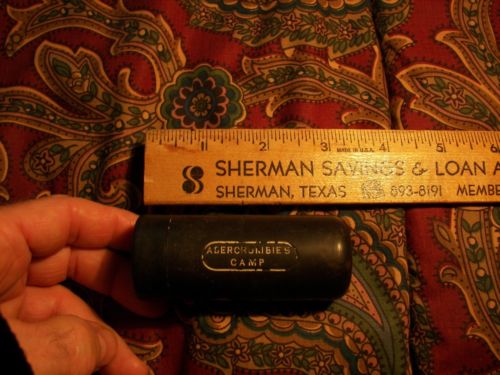 1 2 3 4 5 6
MADE IN U.S.A.
SHERMAN SAVINGS & LOAN A
SHERMAN, TEXAS 893-8191 MEMBE
ABERCROMBIE'S
CAMP